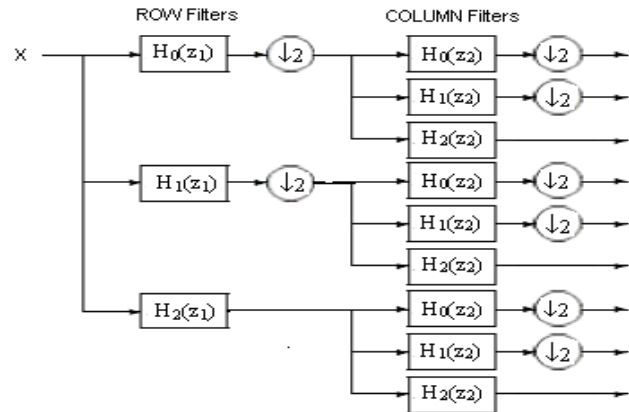 ROW Filters COLUMN Filters
X H₀(z₁) ↓2 H₀(z₂) ↓2
H₁(z₂) ↓2
H₂(z₂)
H₁(z₁) ↓2 H₀(z₂) ↓2
H₁(z₂) ↓2
H₂(z₂)
H₂(z₁) H₀(z₂) ↓2
H₁(z₂) ↓2
H₂(z₂)